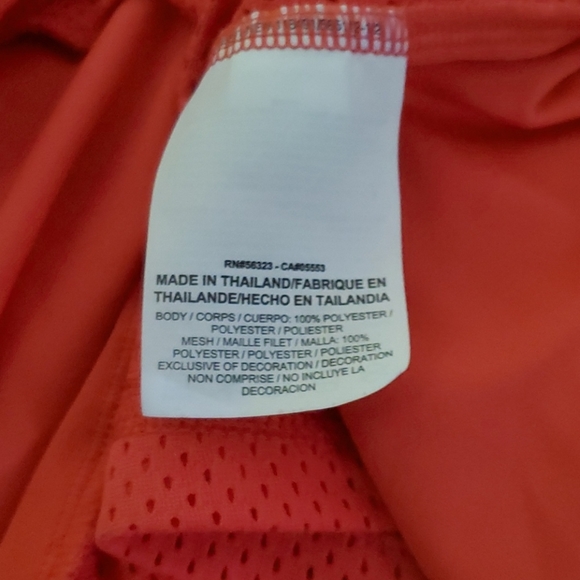 RN#56323 - CA#05553
MADE IN THAILAND/FABRIQUE EN
THAILANDE/HECHO EN TAILANDIA
BODY / CORPS / CUERPO: 100% POLYESTER /
POLYESTER / POLIESTER
MESH / MAILLE FILET / MALLA: 100%
POLYESTER / POLYESTER / POLIESTER
EXCLUSIVE OF DECORATION / DECORATION
NON COMPRISE / NO INCLUYE LA
DECORACION